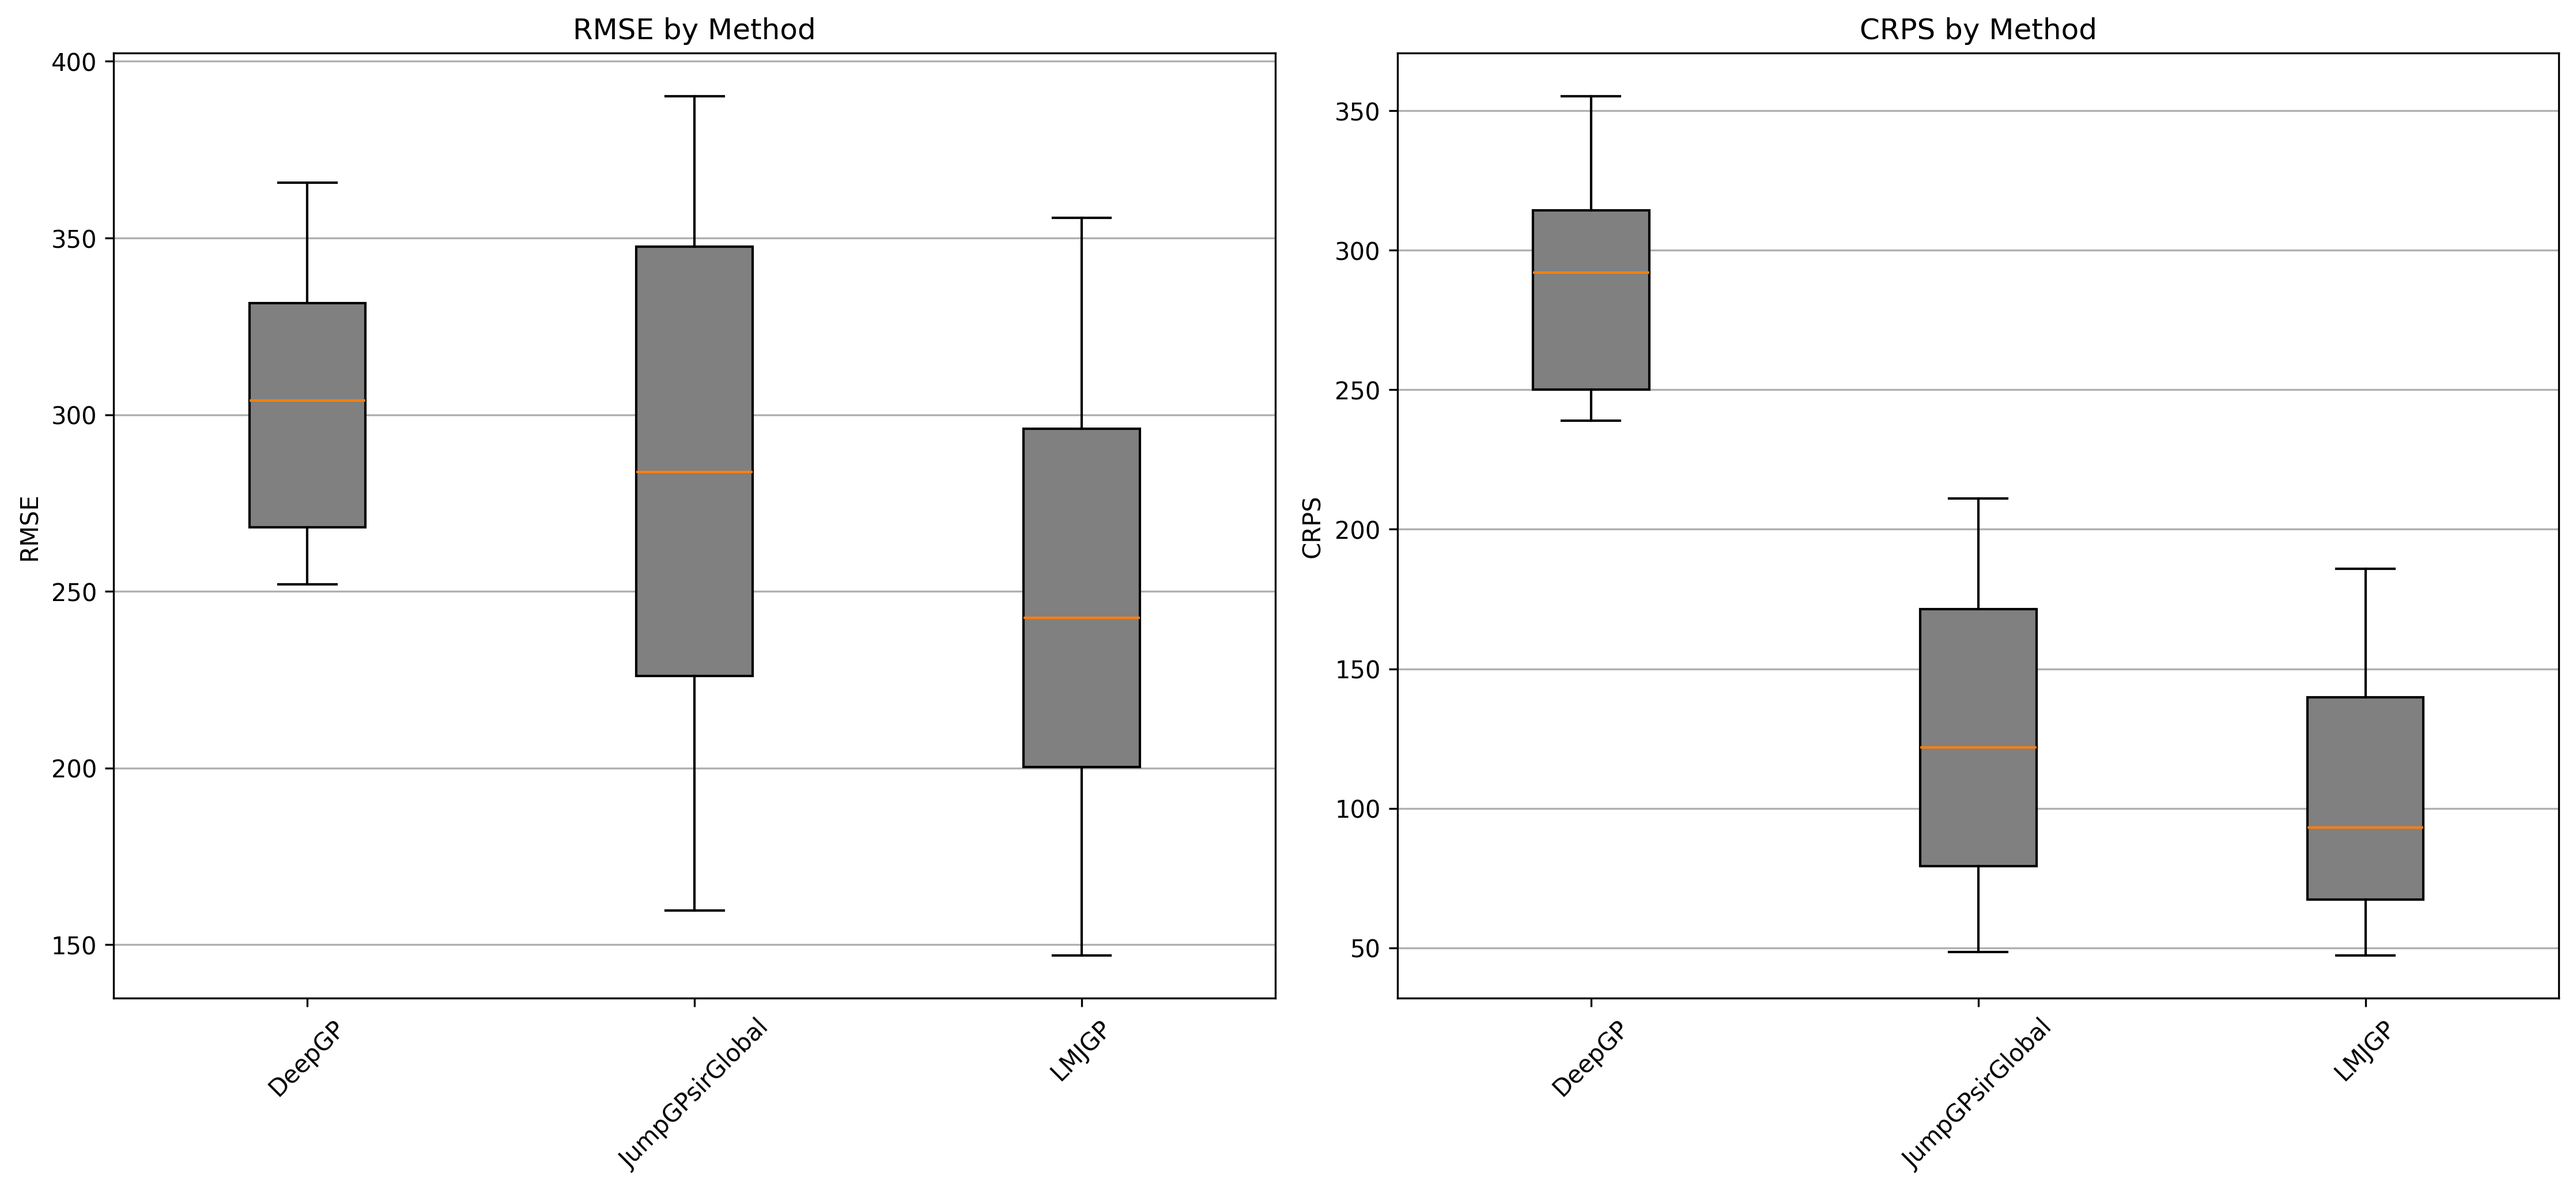 RMSE by Method
400
350
300
250
200
150
RMSE
DeepGP
JumpGPsirGlobal
LMJGP
CRPS by Method
350
300
250
200
150
100
50
CRPS
DeepGP
JumpGPsirGlobal
LMJGP